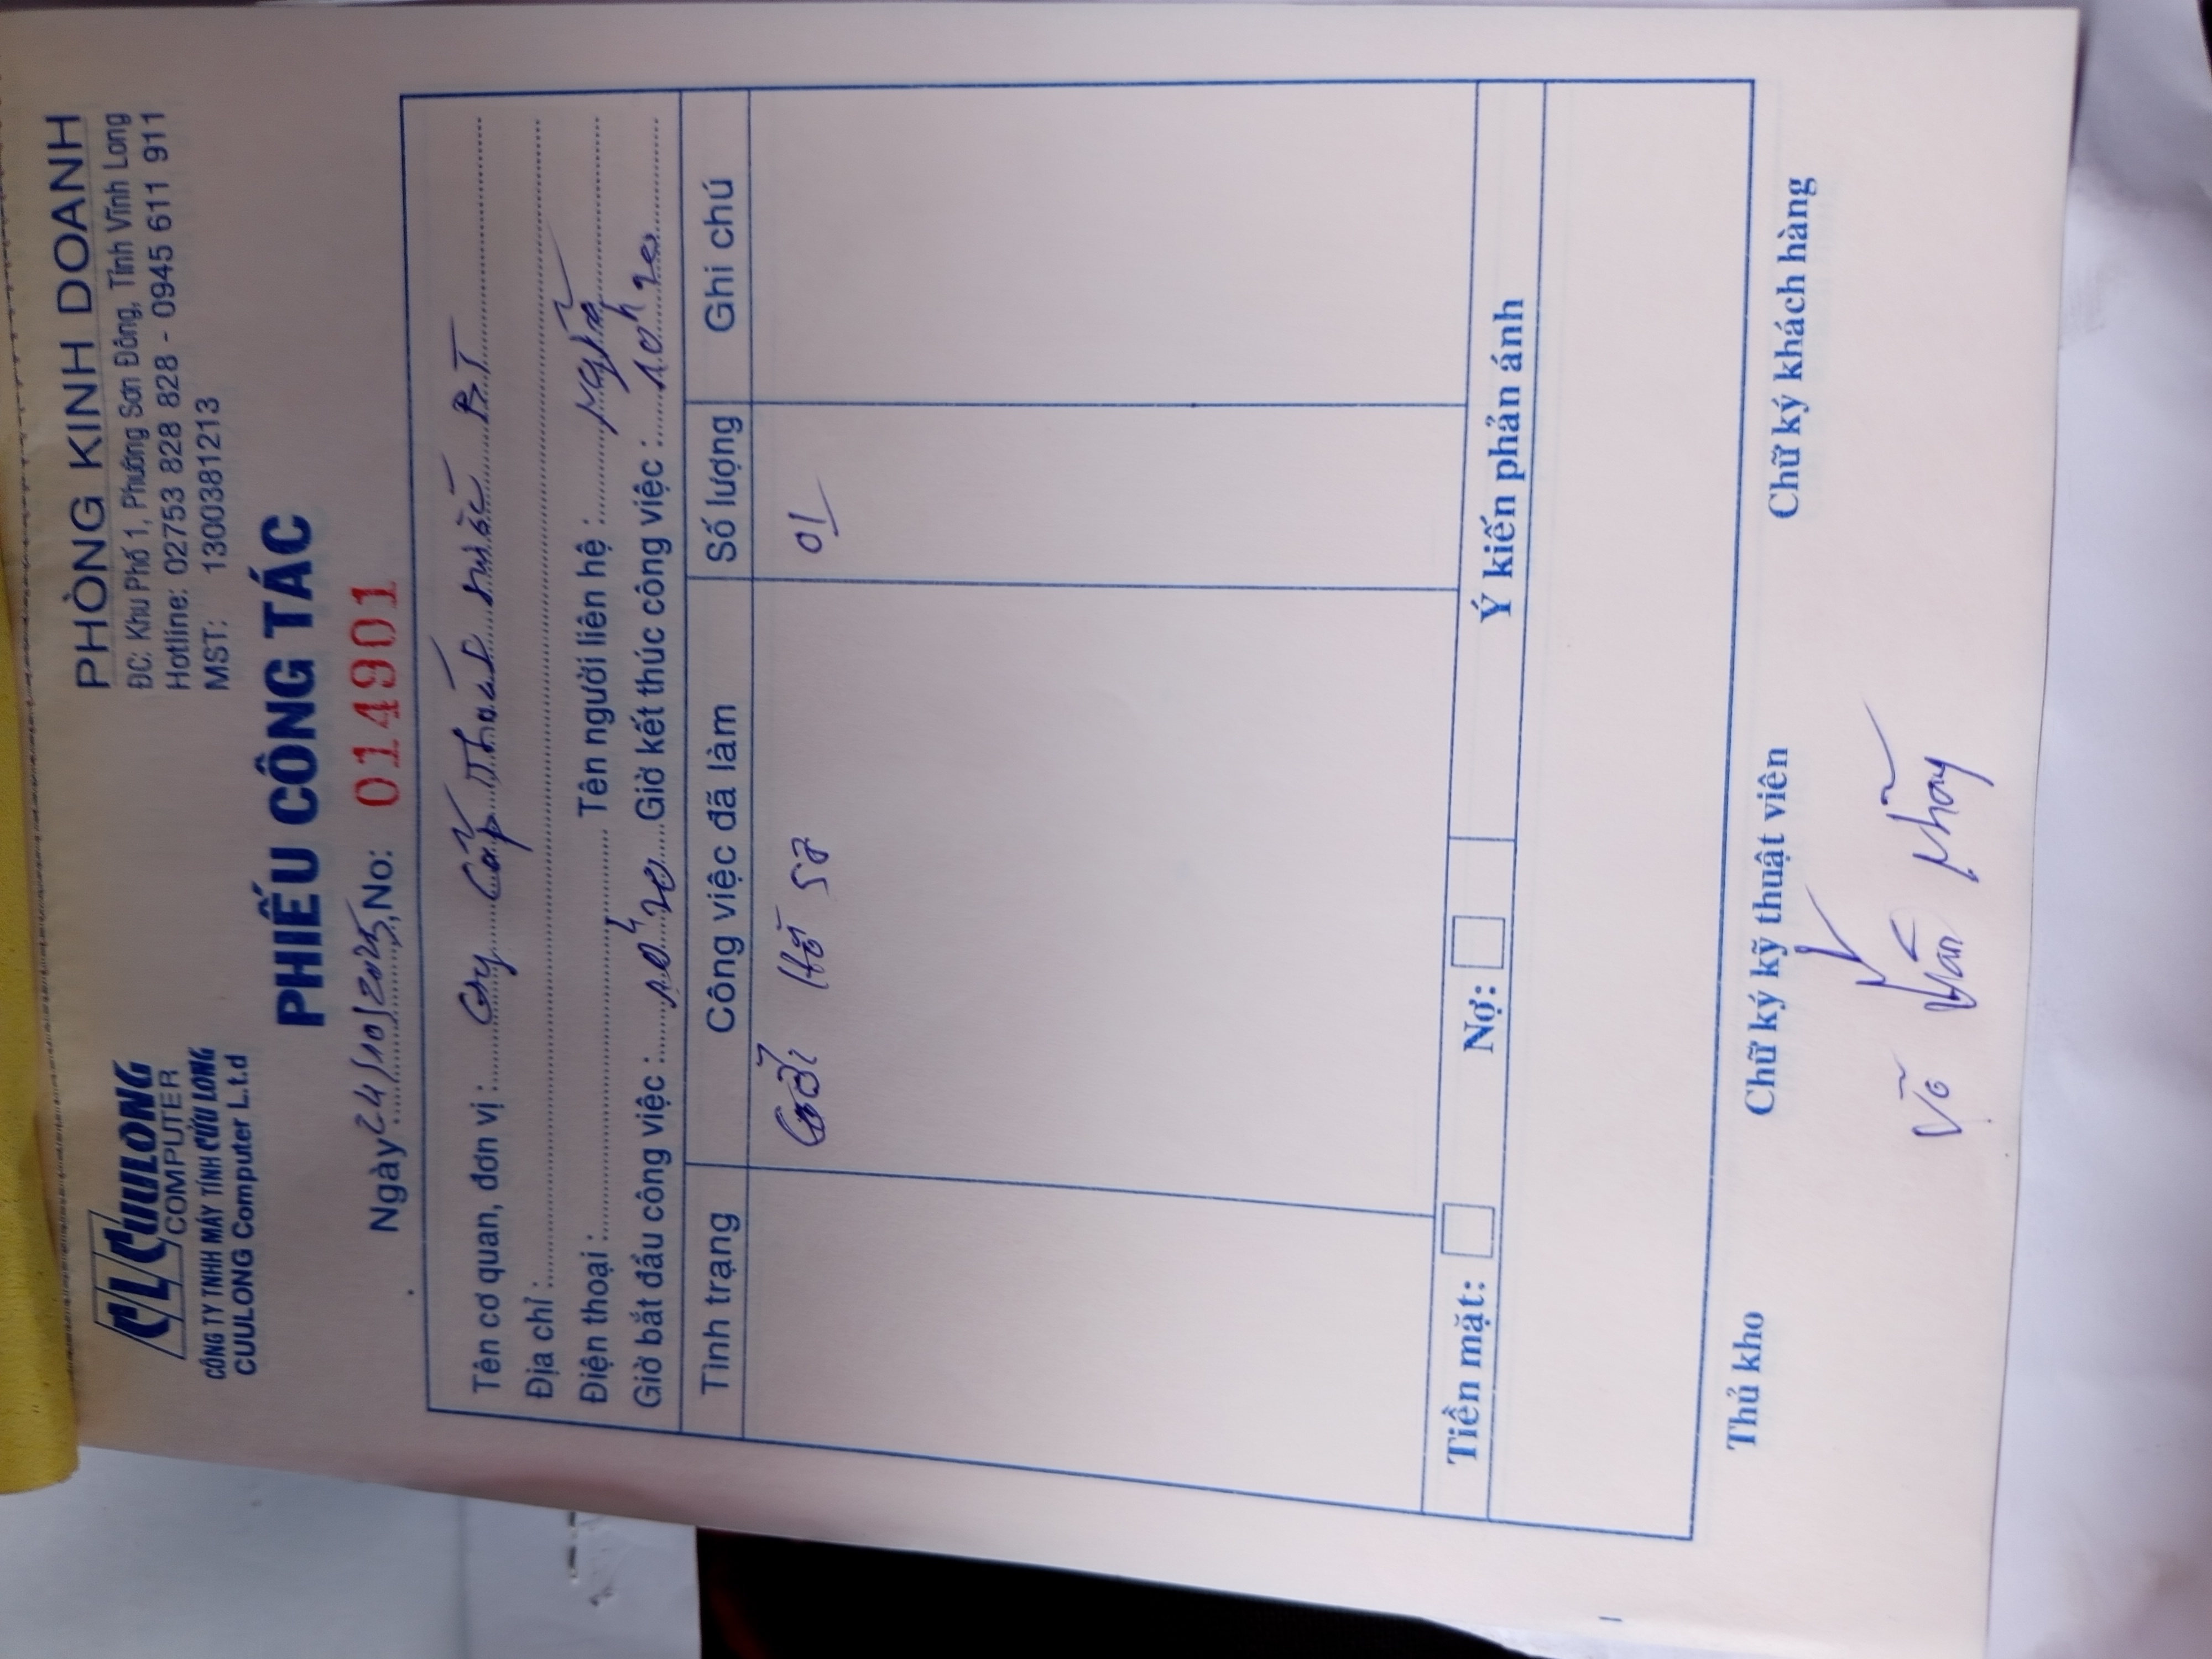 CL CUULONG
COMPUTER
CÔNG TY TNHH MÁY TÍNH CỬU LONG
CUULONG Computer L.t.d
PHÒNG KINH DOANH
ĐC: Khu Phố 1, Phường Sơn Đông, Tỉnh Vĩnh Long
Hotline: 02753 828 828 - 0945 611 911
MST: 1300381213
PHIẾU CÔNG TÁC
Ngày 24/10/2025, No: 014901
Tên cơ quan, đơn vị : Cty Cấp Thoát nước BT
Địa chỉ :
Điện thoại : Tên người liên hệ :
Giờ bắt đầu công việc : 10h20 Giờ kết thúc công việc : 10h20
Tình trạng Công việc đã làm Số lượng Ghi chú
Gởi Hồ sơ 01
Tiền mặt: Nợ: Ý kiến phản ánh
Thủ kho Chữ ký kỹ thuật viên Chữ ký khách hàng
Võ Văn